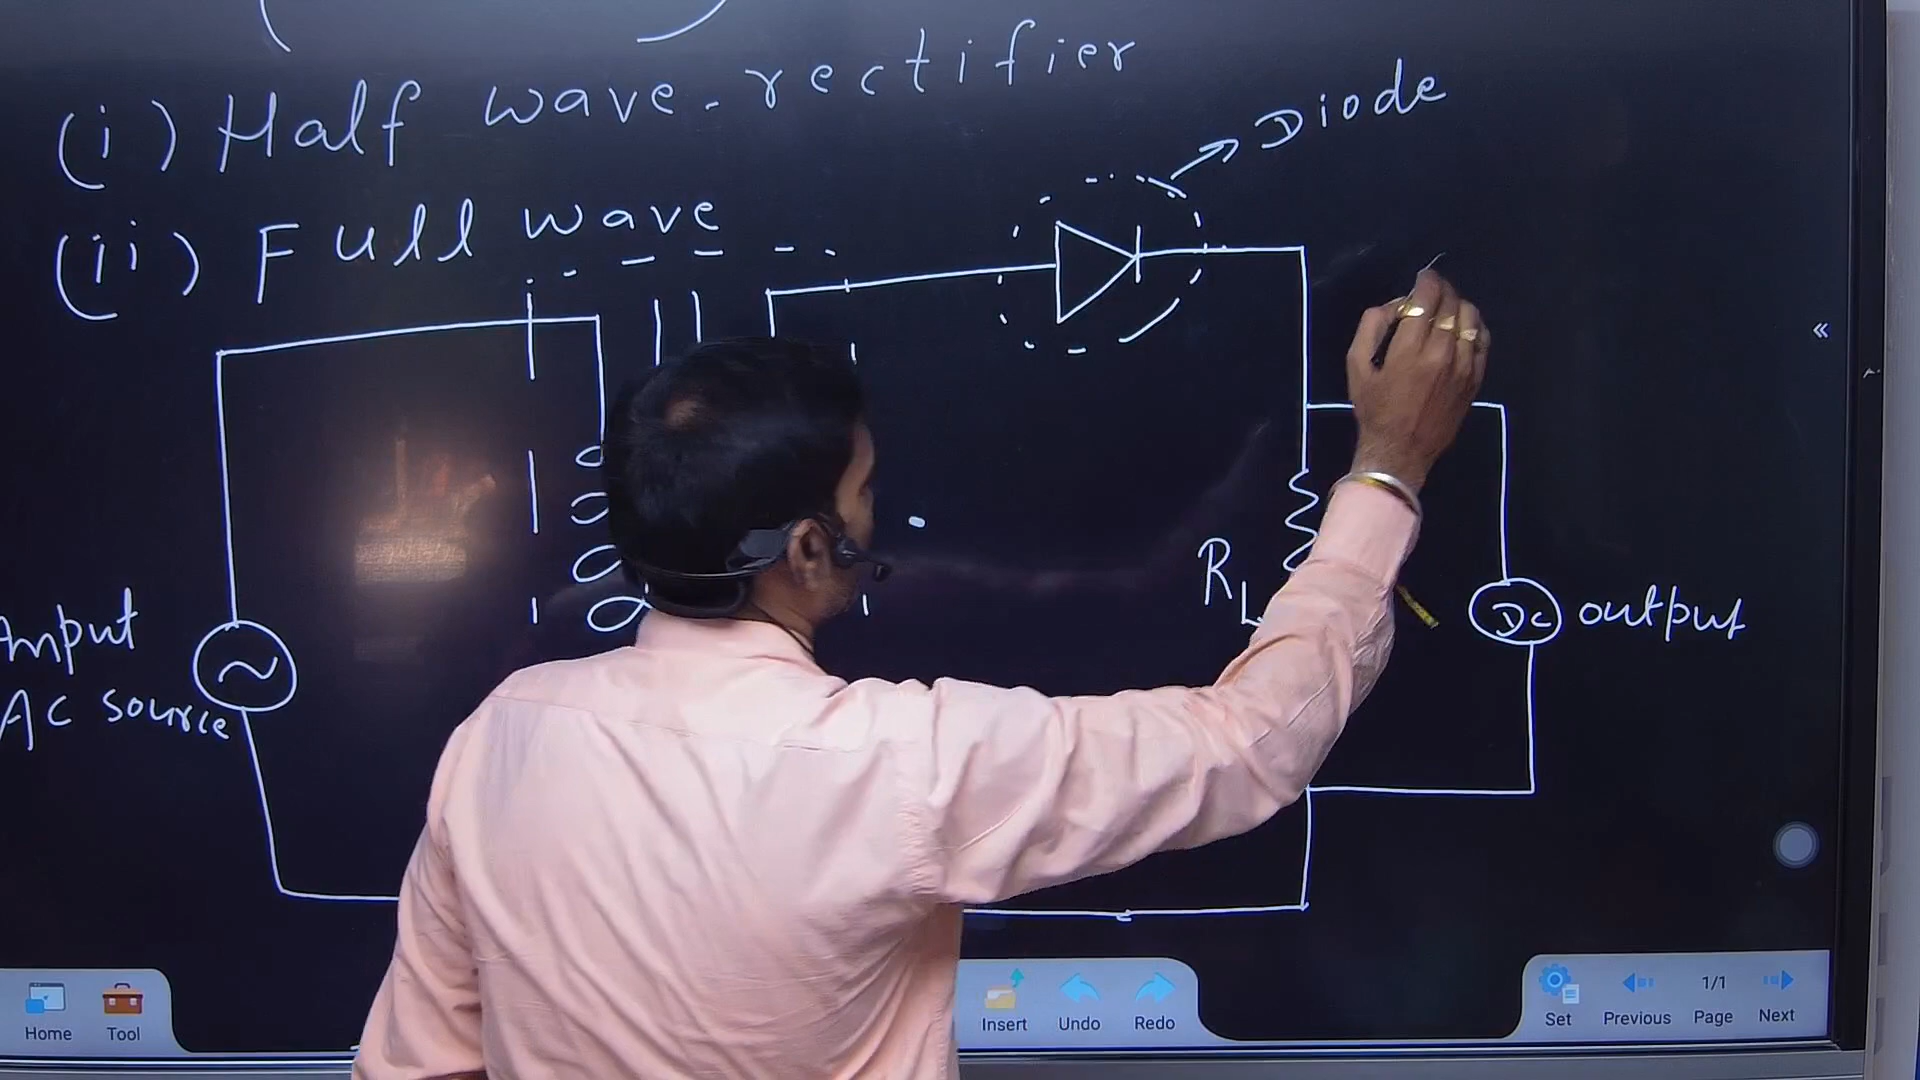 (i) Half wave-rectifier
(ii) Full wave
Diode
RL
DC output
Input
AC source
Home
Tool
Insert
Undo
Redo
Set
Previous
1/1
Page
Next